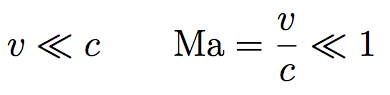 v ≪ c  Ma = v/c ≪ 1